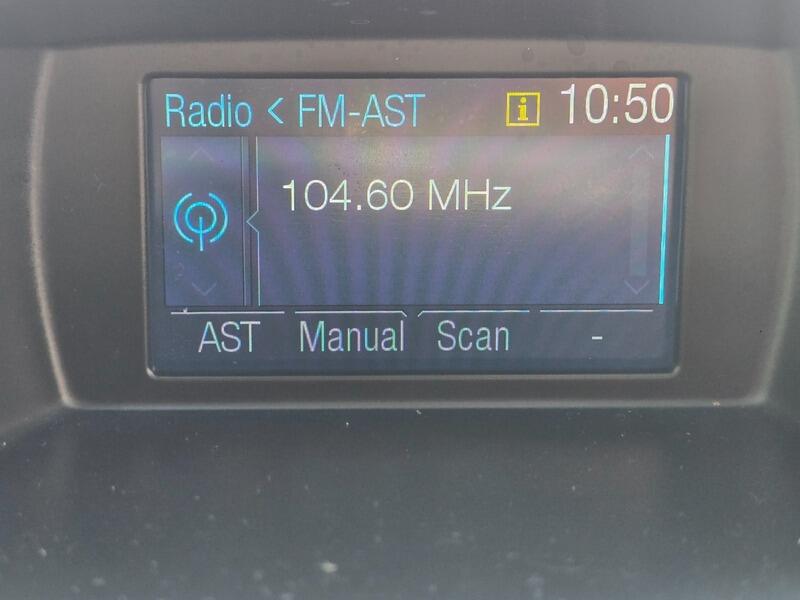 Radio < FM-AST i 10:50
104.60 MHz
AST Manual Scan -